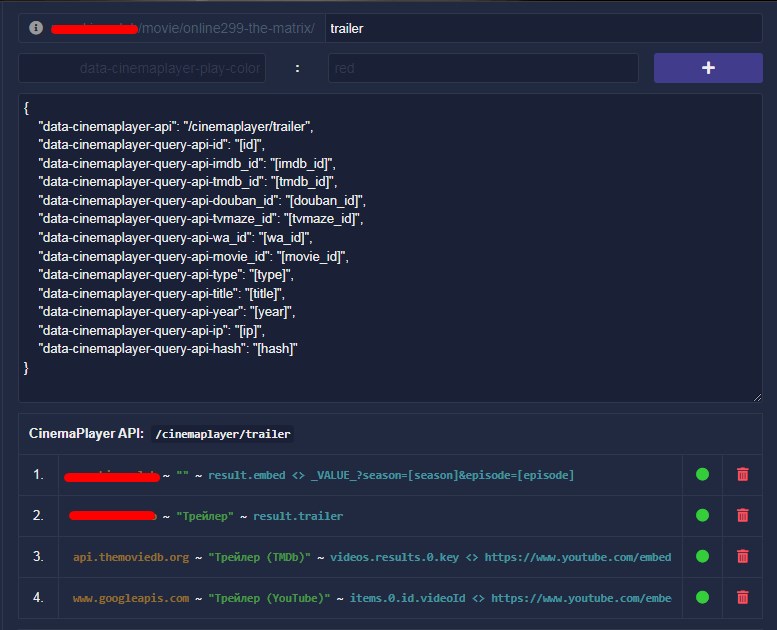 /movie/online299-the-matrix/ trailer
data-cinemaplayer-play-color : red +
{
"data-cinemaplayer-api": "/cinemaplayer/trailer",
"data-cinemaplayer-query-api-id": "[id]",
"data-cinemaplayer-query-api-imdb_id": "[imdb_id]",
"data-cinemaplayer-query-api-tmdb_id": "[tmdb_id]",
"data-cinemaplayer-query-api-douban_id": "[douban_id]",
"data-cinemaplayer-query-api-tvmaze_id": "[tvmaze_id]",
"data-cinemaplayer-query-api-wa_id": "[wa_id]",
"data-cinemaplayer-query-api-movie_id": "[movie_id]",
"data-cinemaplayer-query-api-type": "[type]",
"data-cinemaplayer-query-api-title": "[title]",
"data-cinemaplayer-query-api-year": "[year]",
"data-cinemaplayer-query-api-ip": "[ip]",
"data-cinemaplayer-query-api-hash": "[hash]"
}
CinemaPlayer API: /cinemaplayer/trailer
1. ~ "" ~ result.embed <> _VALUE_?season=[season]&episode=[episode]
2. ~ "Трейлер" ~ result.trailer
3. api.themoviedb.org ~ "Трейлер (TMDb)" ~ videos.results.0.key <> https://www.youtube.com/embed
4. www.googleapis.com ~ "Трейлер (YouTube)" ~ items.0.id.videoId <> https://www.youtube.com/embe